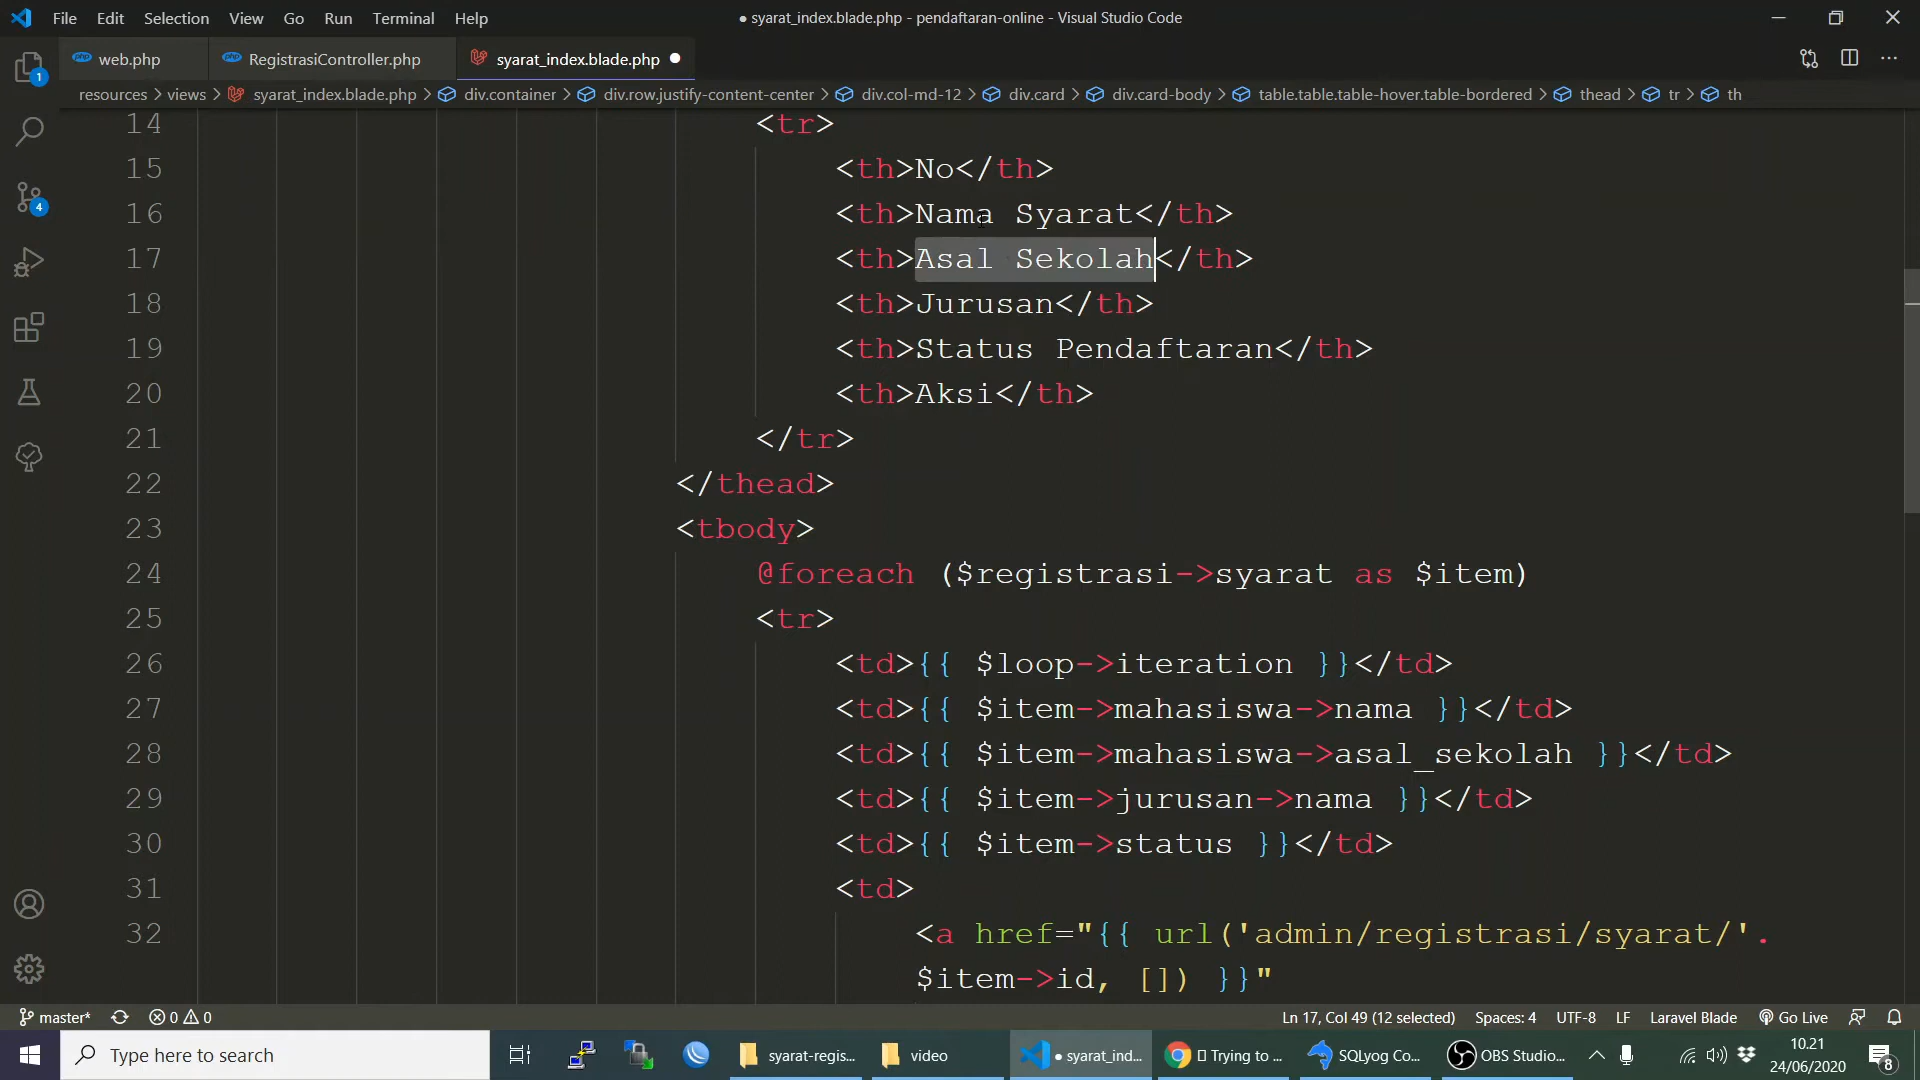 File Edit Selection View Go Run Terminal Help
● syarat_index.blade.php - pendaftaran-online - Visual Studio Code
web.php
RegistrasiController.php
syarat_index.blade.php ●
resources > views > syarat_index.blade.php > div.container > div.row.justify-content-center > div.col-md-12 > div.card > div.card-body > table.table.table-hover.table-bordered > thead > tr > th
14 <tr>
15 <th>No</th>
16 <th>Nama Syarat</th>
17 <th>Asal Sekolah</th>
18 <th>Jurusan</th>
19 <th>Status Pendaftaran</th>
20 <th>Aksi</th>
21 </tr>
22 </thead>
23 <tbody>
24 @foreach ($registrasi->syarat as $item)
25 <tr>
26 <td>{{ $loop->iteration }}</td>
27 <td>{{ $item->mahasiswa->nama }}</td>
28 <td>{{ $item->mahasiswa->asal_sekolah }}</td>
29 <td>{{ $item->jurusan->nama }}</td>
30 <td>{{ $item->status }}</td>
31 <td>
32 <a href="{{ url('admin/registrasi/syarat/'.
$item->id, []) }}"
1
4
master* 0 0
Ln 17, Col 49 (12 selected) Spaces: 4 UTF-8 LF Laravel Blade Go Live
Type here to search
syarat-regis...
video
● syarat_ind...
Trying to ...
SQLyog Co...
OBS Studio...
10.21
24/06/2020
8